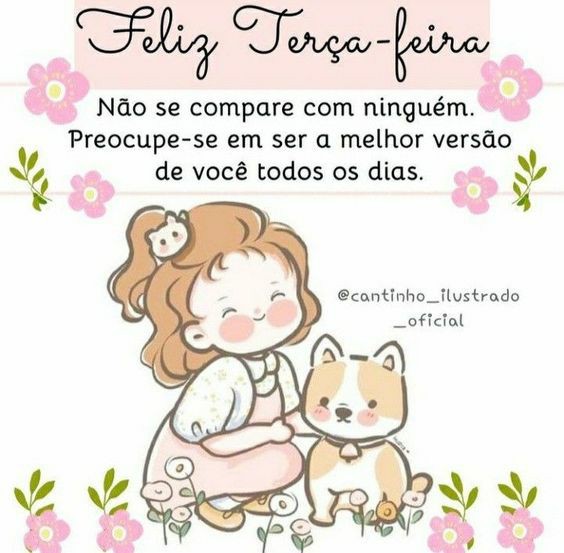 Feliz Terça-feira
Não se compare com ninguém.
Preocupe-se em ser a melhor versão
de você todos os dias.
@cantinho_ilustrado
_oficial